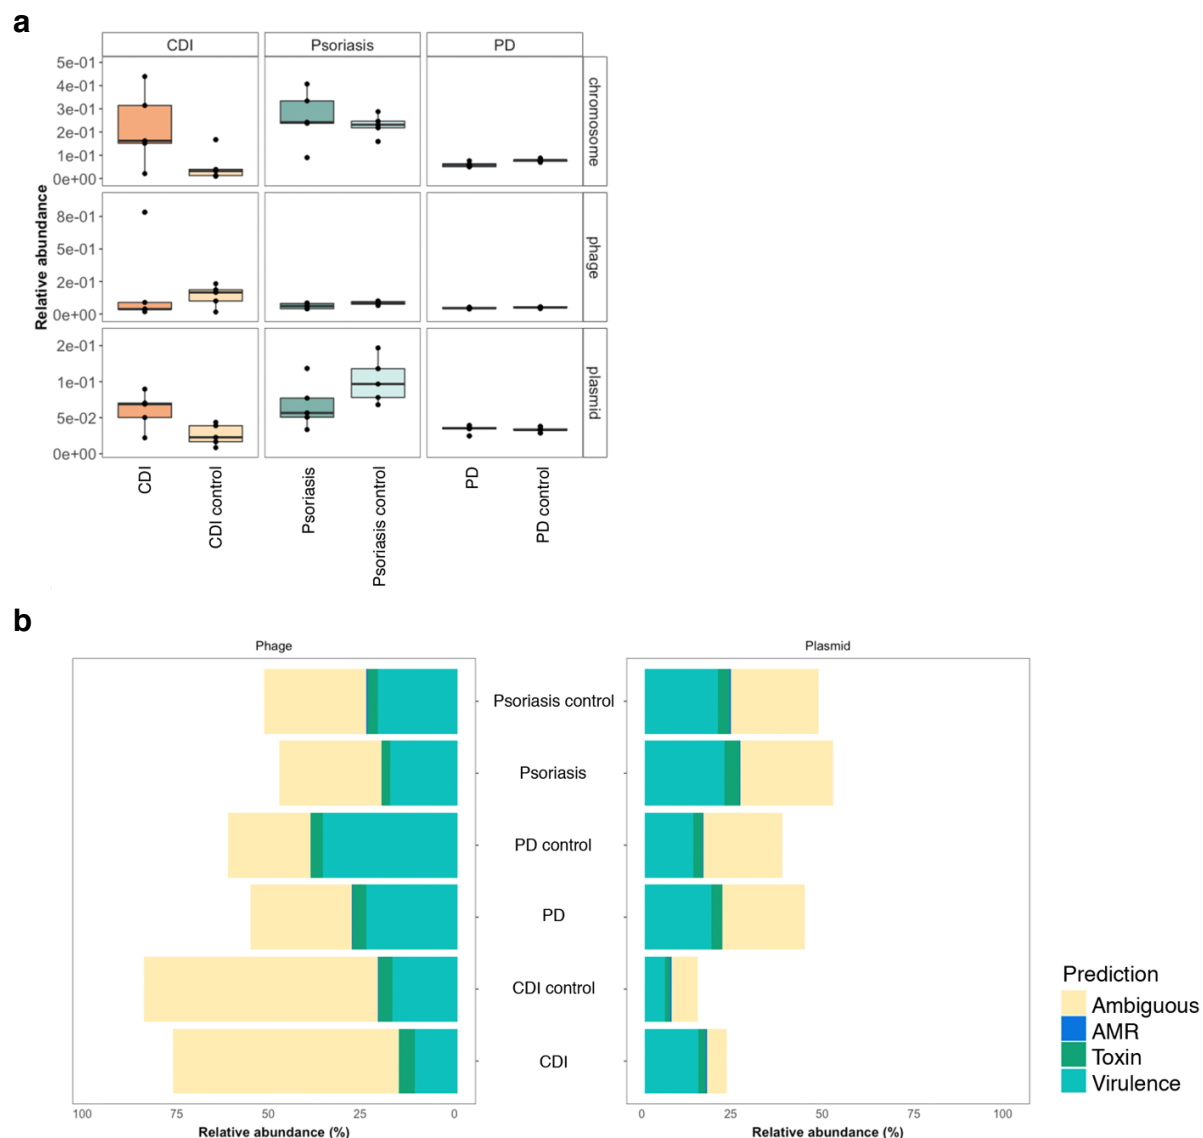 a
CDI
Psoriasis
PD
5e-01
4e-01
3e-01
2e-01
1e-01
0e+00
chromosome
8e-01
5e-01
2e-01
0e+00
phage
2e-01
1e-01
5e-02
0e+00
plasmid
Relative abundance
CDI
CDI control
Psoriasis
Psoriasis control
PD
PD control
b
Phage
Plasmid
Psoriasis control
Psoriasis
PD control
PD
CDI control
CDI
100 75 50 25 0
Relative abundance (%)
0 25 50 75 100
Relative abundance (%)
Prediction
Ambiguous
AMR
Toxin
Virulence